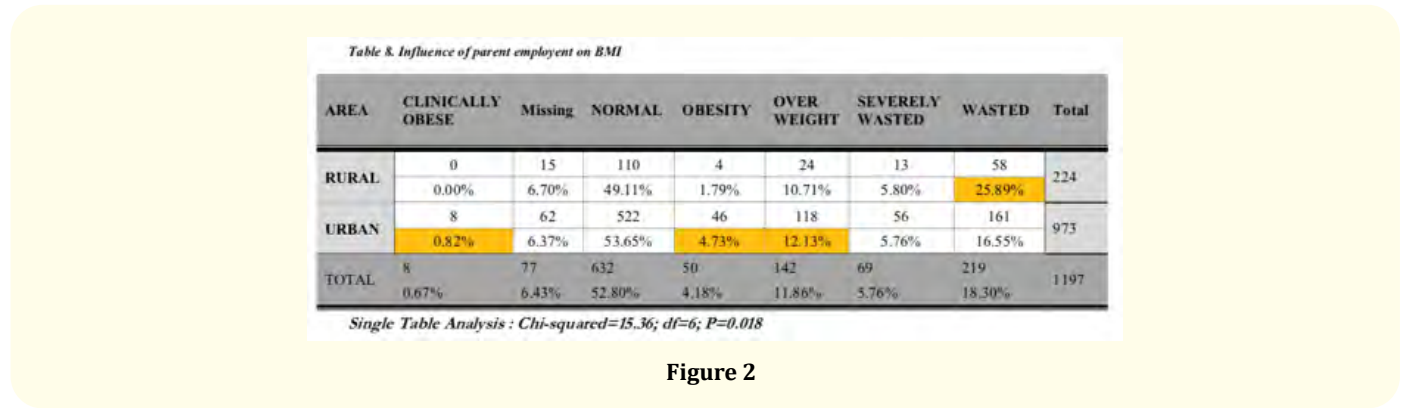 Table 8. Influence of parent employent on BMI
AREA CLINICALLY OBESE Missing NORMAL OBESITY OVER WEIGHT SEVERELY WASTED WASTED Total
RURAL 0 15 110 4 24 13 58 224
0.00% 6.70% 49.11% 1.79% 10.71% 5.80% 25.89%
URBAN 8 62 522 46 118 56 161 973
0.82% 6.37% 53.65% 4.73% 12.13% 5.76% 16.55%
TOTAL 8 77 632 50 142 69 219 1197
0.67% 6.43% 52.80% 4.18% 11.86% 5.76% 18.30%
Single Table Analysis : Chi-squared=15.36; df=6; P=0.018
Figure 2